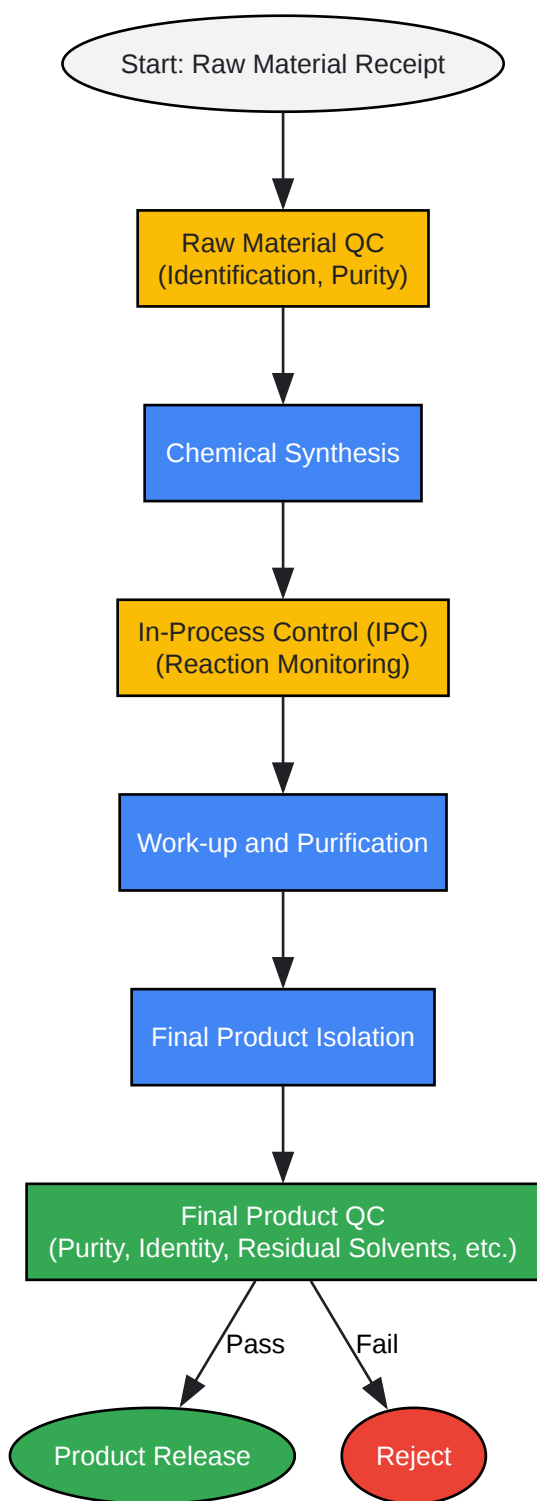 Start: Raw Material Receipt
Raw Material QC
(Identification, Purity)
Chemical Synthesis
In-Process Control (IPC)
(Reaction Monitoring)
Work-up and Purification
Final Product Isolation
Final Product QC
(Purity, Identity, Residual Solvents, etc.)
Pass
Fail
Product Release
Reject